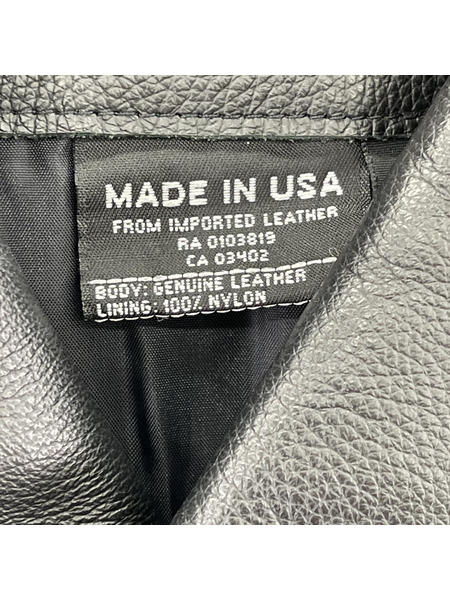 MADE IN USA
FROM IMPORTED LEATHER
RA 0103819
CA 03402
BODY: GENUINE LEATHER
LINING: 100% NYLON